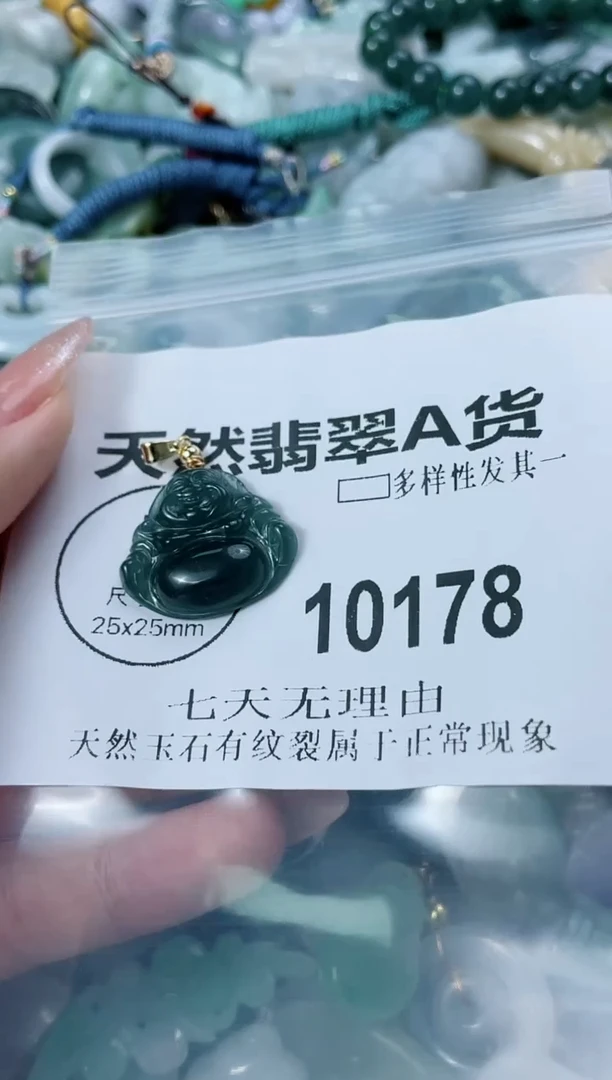 天然翡翠A货
多样性发其一
尺
25x25mm
10178
七天无理由
天然玉石有纹裂属于正常现象